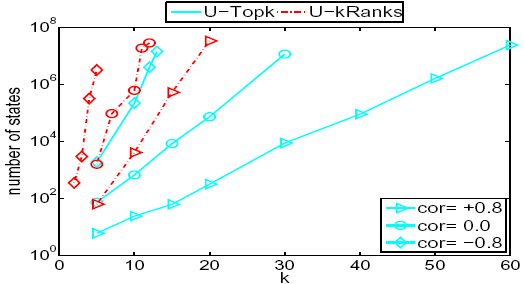 U-Topk U-kRanks
10^8
10^6
10^4
10^2
10^0
number of states
0 10 20 30 40 50 60
k
cor= +0.8
cor= 0.0
cor= −0.8